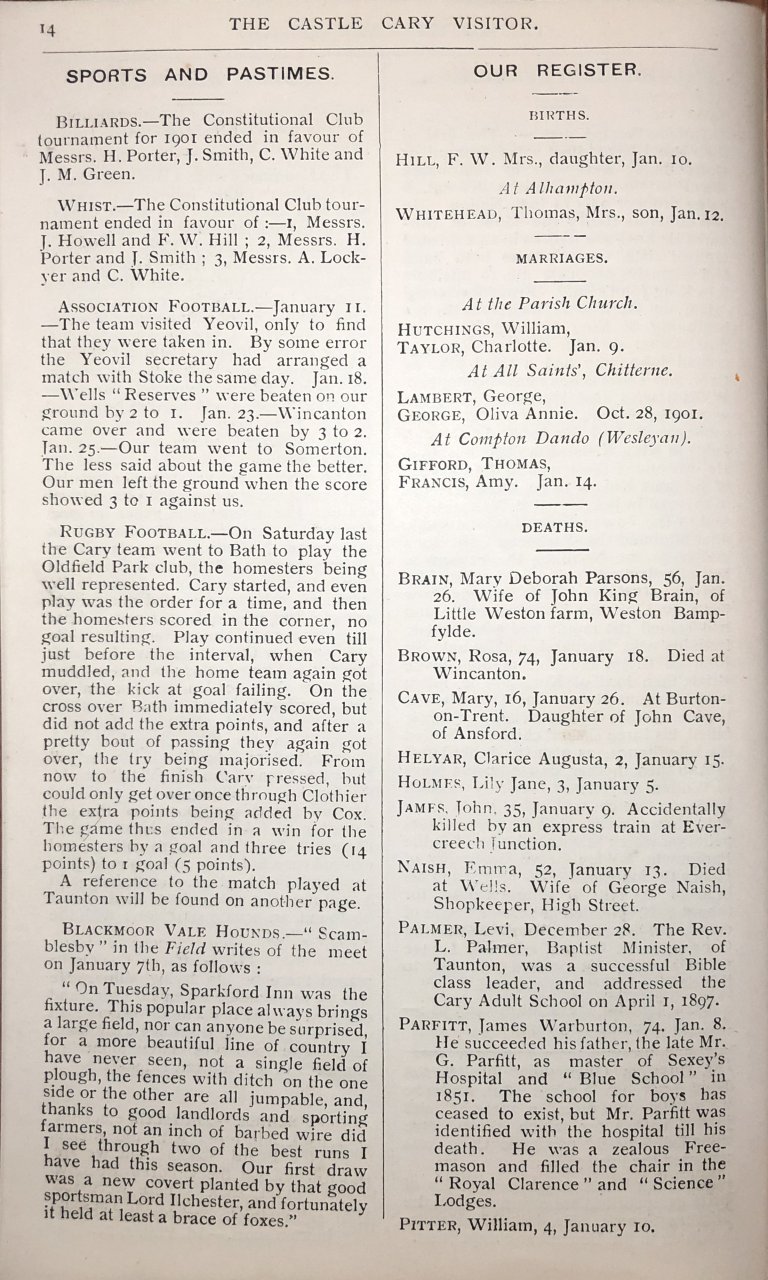 14
THE CASTLE CARY VISITOR.
SPORTS AND PASTIMES.
BILLIARDS.—The Constitutional Club
tournament for 1901 ended in favour of
Messrs. H. Porter, J. Smith, C. White and
J. M. Green.
WHIST.—The Constitutional Club tour-
nament ended in favour of :—1, Messrs.
J. Howell and F. W. Hill ; 2, Messrs. H.
Porter and J. Smith ; 3, Messrs. A. Lock-
yer and C. White.
ASSOCIATION FOOTBALL.—January 11.
—The team visited Yeovil, only to find
that they were taken in. By some error
the Yeovil secretary had arranged a
match with Stoke the same day. Jan. 18.
—Wells “ Reserves ” were beaten on our
ground by 2 to 1. Jan. 23.—Wincanton
came over and were beaten by 3 to 2.
Jan. 25.—Our team went to Somerton.
The less said about the game the better.
Our men left the ground when the score
showed 3 to 1 against us.
RUGBY FOOTBALL.—On Saturday last
the Cary team went to Bath to play the
Oldfield Park club, the homesters being
well represented. Cary started, and even
play was the order for a time, and then
the homesters scored in the corner, no
goal resulting. Play continued even till
just before the interval, when Cary
muddled, and the home team again got
over, the kick at goal failing. On the
cross over Bath immediately scored, but
did not add the extra points, and after a
pretty bout of passing they again got
over, the try being majorised. From
now to the finish Cary pressed, but
could only get over once through Clothier
the extra points being added by Cox.
The game thus ended in a win for the
homesters by a goal and three tries (14
points) to 1 goal (5 points).
A reference to the match played at
Taunton will be found on another page.
BLACKMOOR VALE HOUNDS.—“ Scam-
blesby ” in the Field writes of the meet
on January 7th, as follows :
“ On Tuesday, Sparkford Inn was the
fixture. This popular place always brings
a large field, nor can anyone be surprised,
for a more beautiful line of country I
have never seen, not a single field of
plough, the fences with ditch on the one
side or the other are all jumpable, and,
thanks to good landlords and sporting
farmers, not an inch of barbed wire did
I see through two of the best runs I
have had this season. Our first draw
was a new covert planted by that good
sportsman Lord Ilchester, and fortunately
it held at least a brace of foxes.”
OUR REGISTER.
BIRTHS.
HILL, F. W. Mrs., daughter, Jan. 10.
At Alhampton.
WHITEHEAD, Thomas, Mrs., son, Jan. 12.
MARRIAGES.
At the Parish Church.
HUTCHINGS, William,
TAYLOR, Charlotte. Jan. 9.
At All Saints’, Chitterne.
LAMBERT, George,
GEORGE, Oliva Annie. Oct. 28, 1901.
At Compton Dando (Wesleyan).
GIFFORD, THOMAS,
FRANCIS, Amy. Jan. 14.
DEATHS.
BRAIN, Mary Deborah Parsons, 56, Jan.
26. Wife of John King Brain, of
Little Weston farm, Weston Bamp-
fylde.
BROWN, Rosa, 74, January 18. Died at
Wincanton.
CAVE, Mary, 16, January 26. At Burton-
on-Trent. Daughter of John Cave,
of Ansford.
HELYAR, Clarice Augusta, 2, January 15.
HOLMES, Lily Jane, 3, January 5.
JAMES, John, 35, January 9. Accidentally
killed by an express train at Ever-
creech Junction.
NAISH, Emma, 52, January 13. Died
at Wells. Wife of George Naish,
Shopkeeper, High Street.
PALMER, Levi, December 28. The Rev.
L. Palmer, Baptist Minister, of
Taunton, was a successful Bible
class leader, and addressed the
Cary Adult School on April 1, 1897.
PARFITT, James Warburton, 74. Jan. 8.
He succeeded his father, the late Mr.
G. Parfitt, as master of Sexey’s
Hospital and “ Blue School ” in
1851. The school for boys has
ceased to exist, but Mr. Parfitt was
identified with the hospital till his
death. He was a zealous Free-
mason and filled the chair in the
“ Royal Clarence ” and “ Science ”
Lodges.
PITTER, William, 4, January 10.